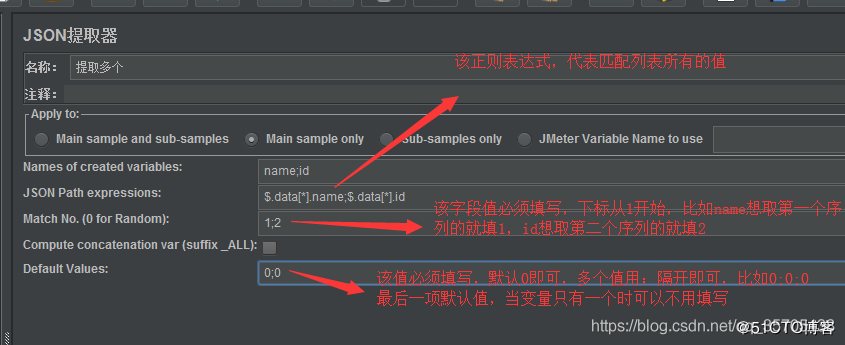 JSON提取器
名称： 提取多个
该正则表达式，代表匹配列表所有的值
注释：
Apply to:
Main sample and sub-samples Main sample only Sub-samples only JMeter Variable Name to use
Names of created variables: name;id
JSON Path expressions: $.data[*].name;$.data[*].id
Match No. (0 for Random): 1;2
该字段值必须填写，下标从1开始，比如name想取第一个序
列的就填1，id想取第二个序列的就填2
Compute concatenation var (suffix _ALL):
Default Values: 0;0
该值必须填写，默认0即可，多个值用；隔开即可，比如0;0;0
最后一项默认值，当变量只有一个时可以不用填写
https://blog.csdn.net/
@51CTO博客